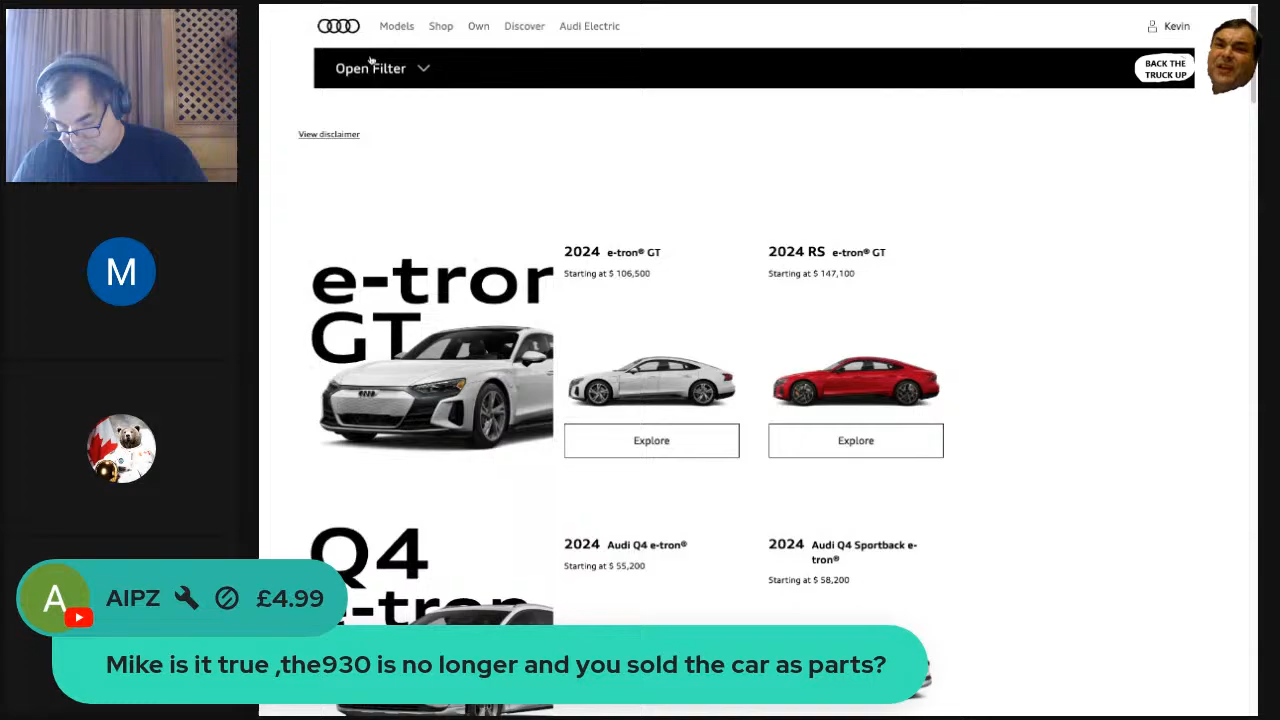 Models Shop Own Discover Audi Electric Kevin
Open Filter
BACK THE
TRUCK UP
View disclaimer
e-tron
GT
2024 e-tron® GT
Starting at $ 106,500
Explore
2024 RS e-tron® GT
Starting at $ 147,100
Explore
Q4
e-tron
2024 Audi Q4 e-tron®
Starting at $ 55,200
2024 Audi Q4 Sportback e-
tron®
Starting at $ 58,200
M
A
AIPZ £4.99
Mike is it true ,the930 is no longer and you sold the car as parts?